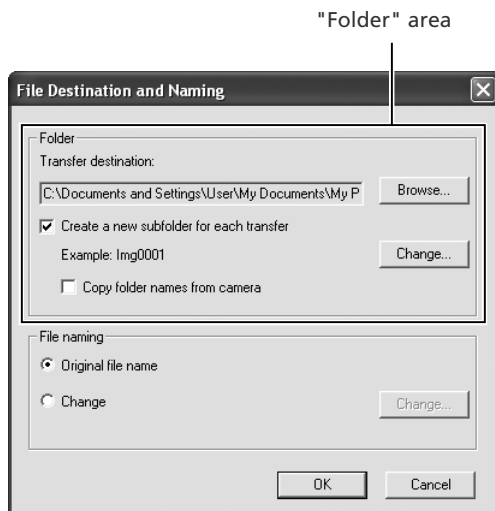 "Folder" area
File Destination and Naming
Folder
Transfer destination:
C:\Documents and Settings\User\My Documents\My P
Browse...
Create a new subfolder for each transfer
Example: Img0001
Change...
Copy folder names from camera
File naming
Original file name
Change
Change...
OK
Cancel